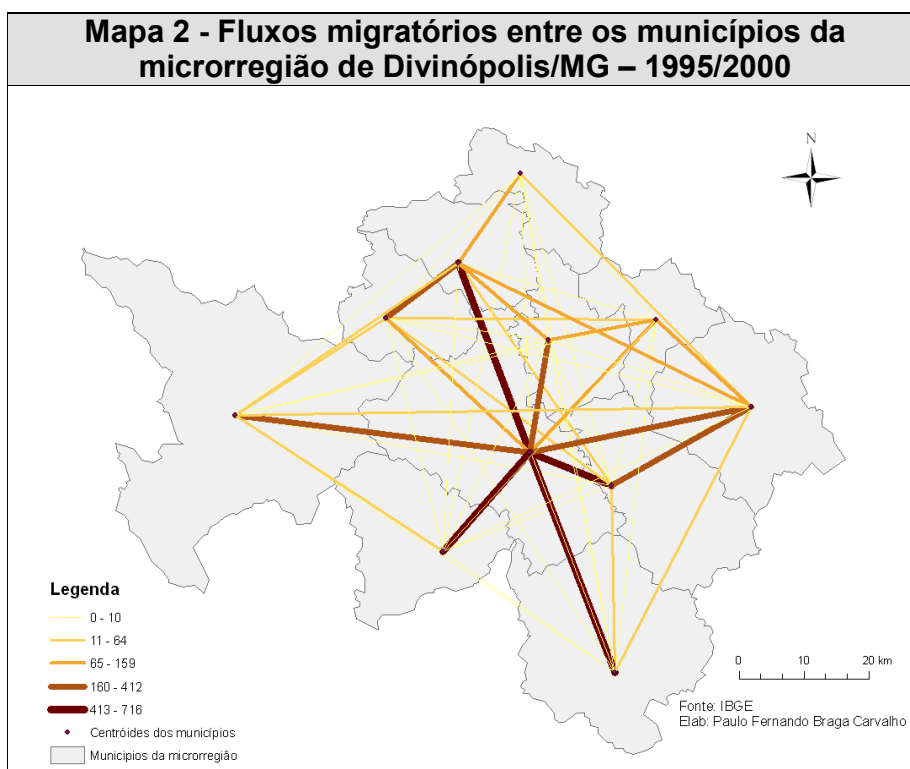 Mapa 2 - Fluxos migratórios entre os municípios da
microrregião de Divinópolis/MG – 1995/2000
N
Legenda
0 - 10
11 - 64
65 - 159
160 - 412
413 - 716
Centróides dos municípios
Municipios da microrregião
0 10 20 km
Fonte: IBGE
Elab: Paulo Fernando Braga Carvalho